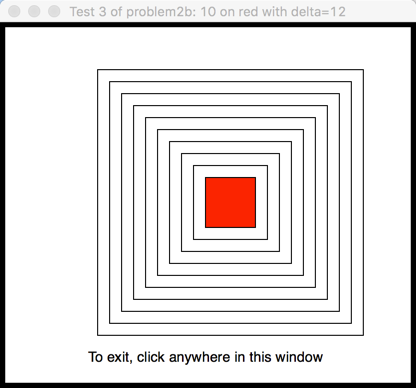 Test 3 of problem2b: 10 on red with delta=12
To exit, click anywhere in this window